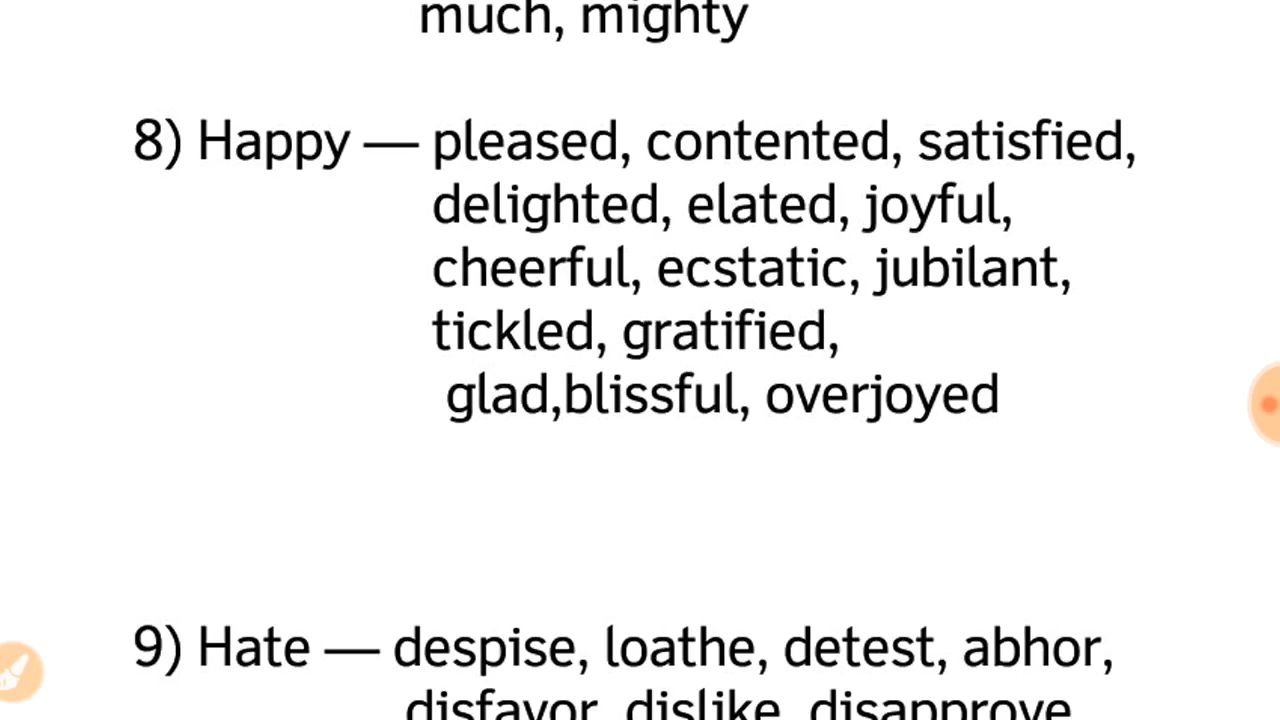 much, mighty
8) Happy — pleased, contented, satisfied,
delighted, elated, joyful,
cheerful, ecstatic, jubilant,
tickled, gratified,
glad,blissful, overjoyed
9) Hate — despise, loathe, detest, abhor,
disfavor, dislike, disapprove